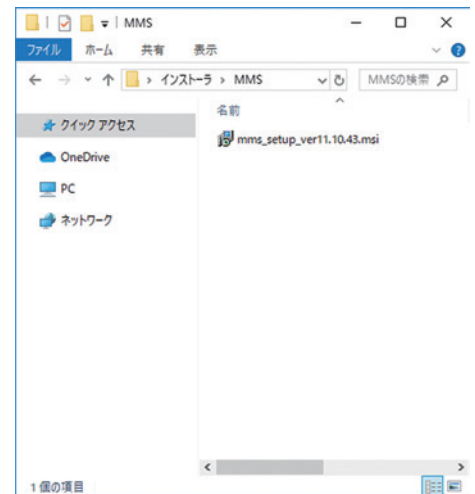 MMS
ファイル ホーム 共有 表示
インストーラ > MMS MMSの検索
名前
クイック アクセス
mms_setup_ver11.10.43.msi
OneDrive
PC
ネットワーク
1 個の項目